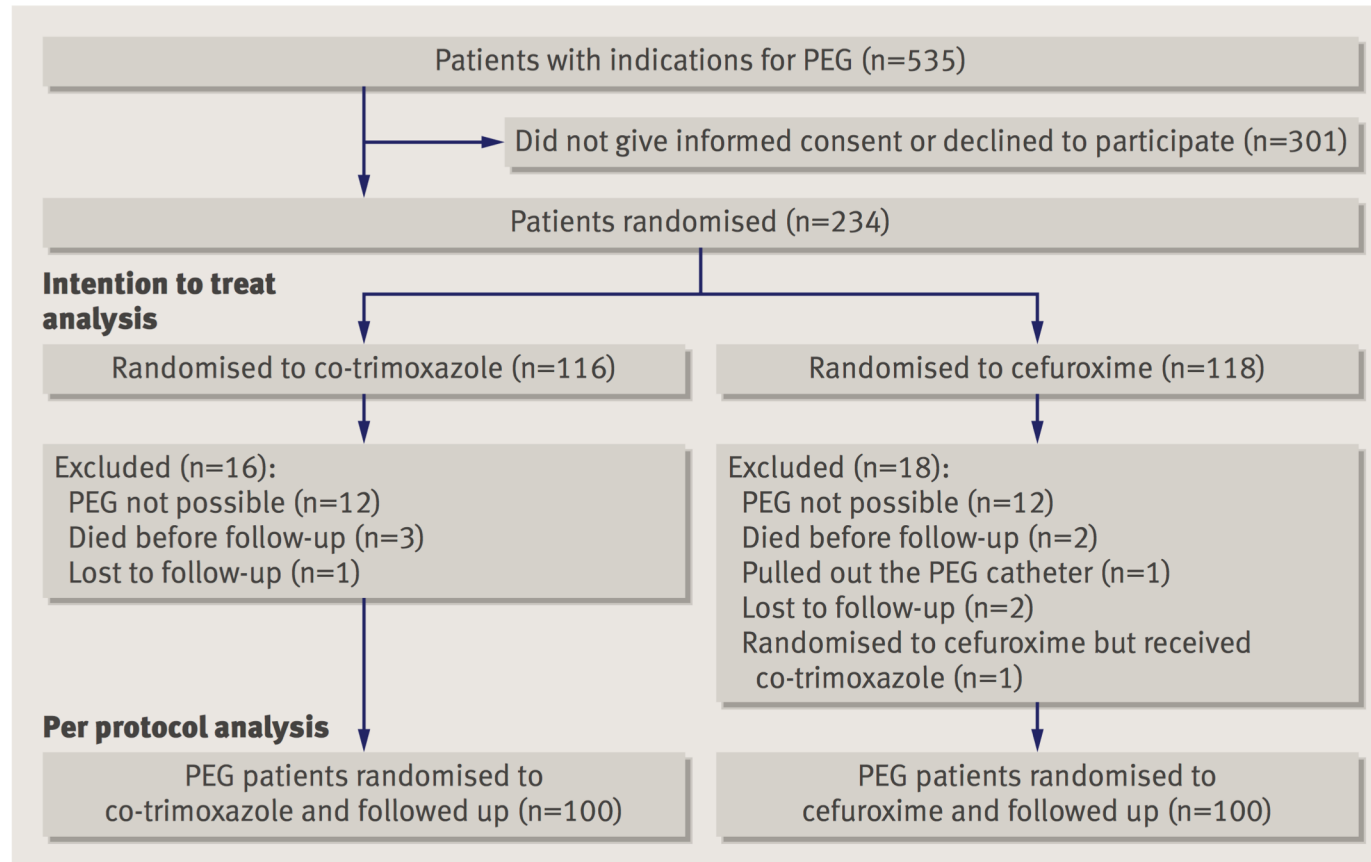 Patients with indications for PEG (n=535)
Did not give informed consent or declined to participate (n=301)
Patients randomised (n=234)
Intention to treat
analysis
Randomised to co-trimoxazole (n=116)
Randomised to cefuroxime (n=118)
Excluded (n=16):
PEG not possible (n=12)
Died before follow-up (n=3)
Lost to follow-up (n=1)
Excluded (n=18):
PEG not possible (n=12)
Died before follow-up (n=2)
Pulled out the PEG catheter (n=1)
Lost to follow-up (n=2)
Randomised to cefuroxime but received
co-trimoxazole (n=1)
Per protocol analysis
PEG patients randomised to
co-trimoxazole and followed up (n=100)
PEG patients randomised to
cefuroxime and followed up (n=100)